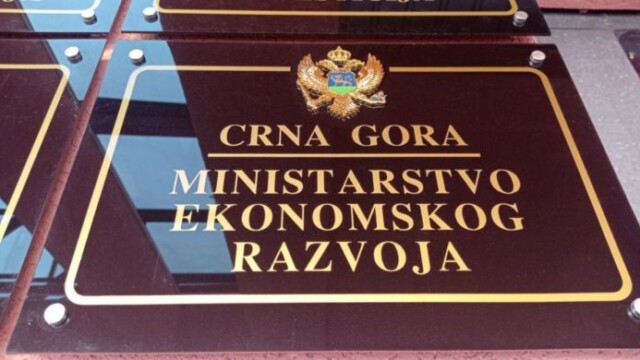 CRNA GORA
MINISTARSTVO
EKONOMSKOG
RAZVOJA